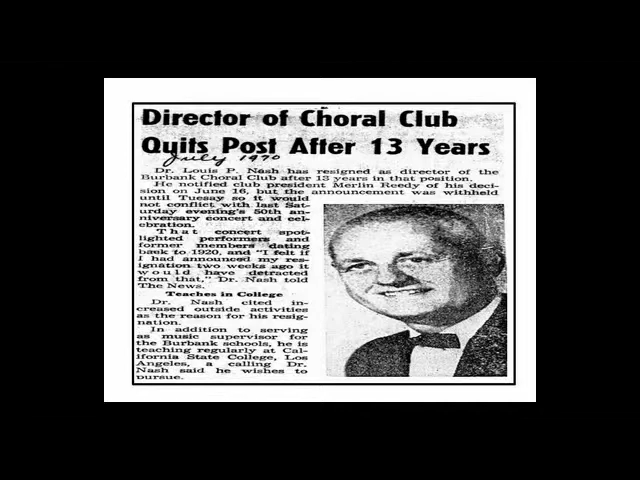 Director of Choral Club
Quits Post After 13 Years
July 1970
Dr. Louis P. Nash has resigned as director of the
Burbank Choral Club after 13 years in that position.
He notified club president Merlin Reedy of his deci-
sion on June 16, but the announcement was withheld
until Tuesay so it would
not conflict with last Sat-
urday evening's 50th an-
niversary concert and cel-
ebration.
That concert spot-
lighted performers and
former members dating
back to 1920, and "I felt if
I had announced my res-
ignation two weeks ago it
would have detracted
from that," Dr. Nash told
The News.
Teaches in College
Dr. Nash cited in-
creased outside activities
as the reason for his resig-
nation.
In addition to serving
as music supervisor for
the Burbank schools, he is
teaching regularly at Cal-
ifornia State College, Los
Angeles, a calling Dr.
Nash said he wishes to
pursue.